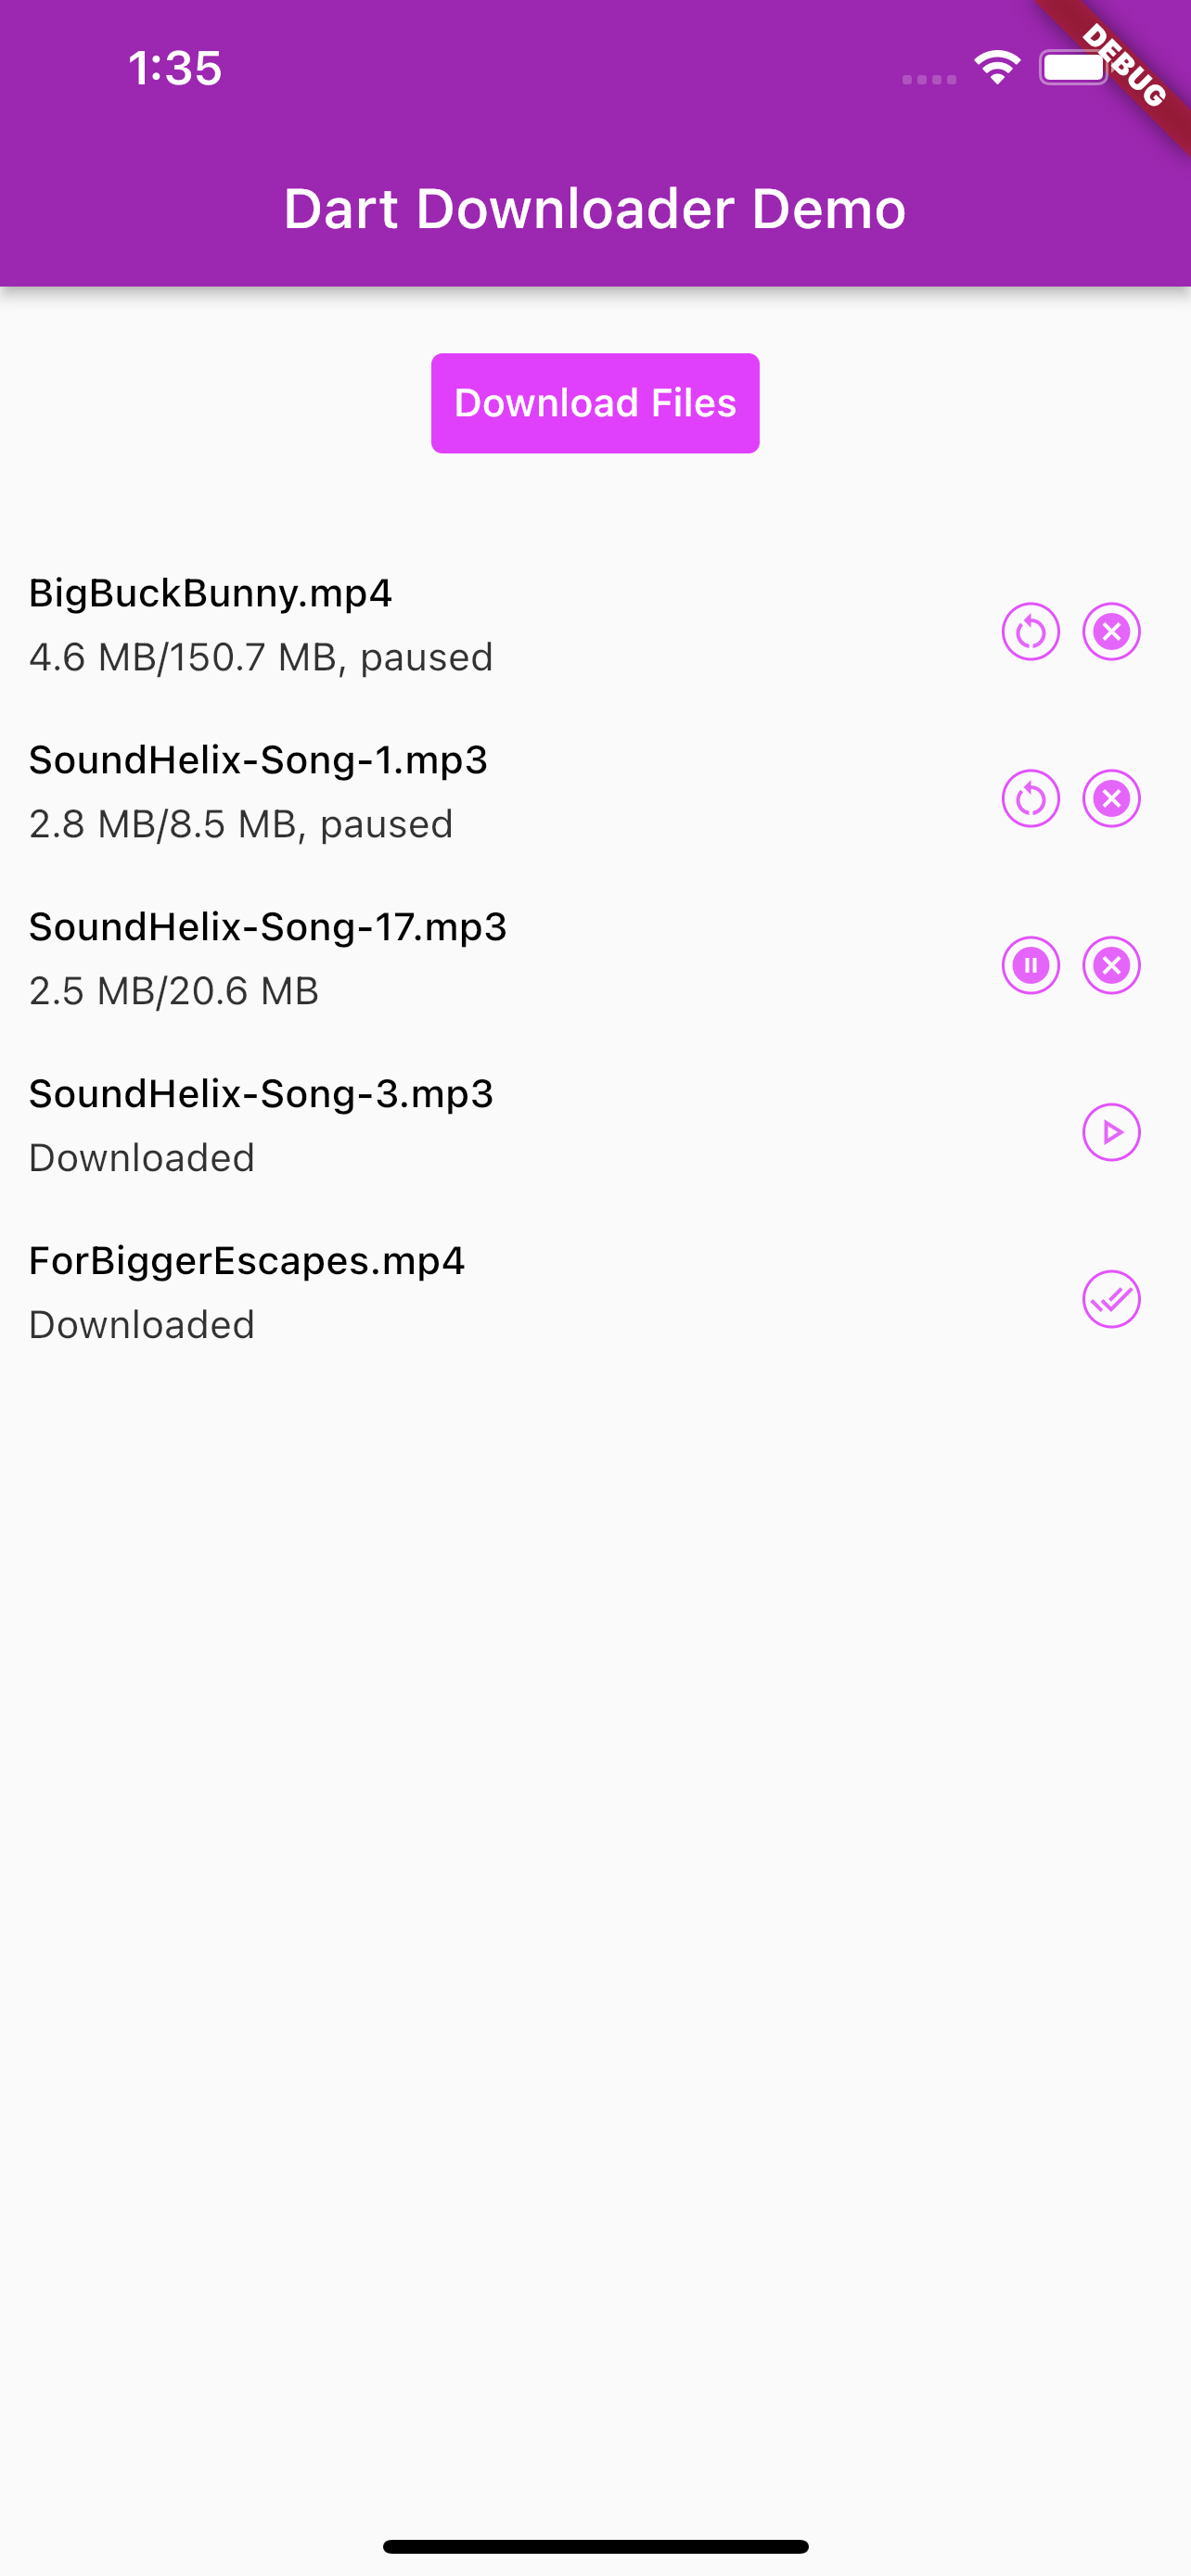 1:35
DEBUG
Dart Downloader Demo
Download Files
BigBuckBunny.mp4
4.6 MB/150.7 MB, paused
SoundHelix-Song-1.mp3
2.8 MB/8.5 MB, paused
SoundHelix-Song-17.mp3
2.5 MB/20.6 MB
SoundHelix-Song-3.mp3
Downloaded
ForBiggerEscapes.mp4
Downloaded